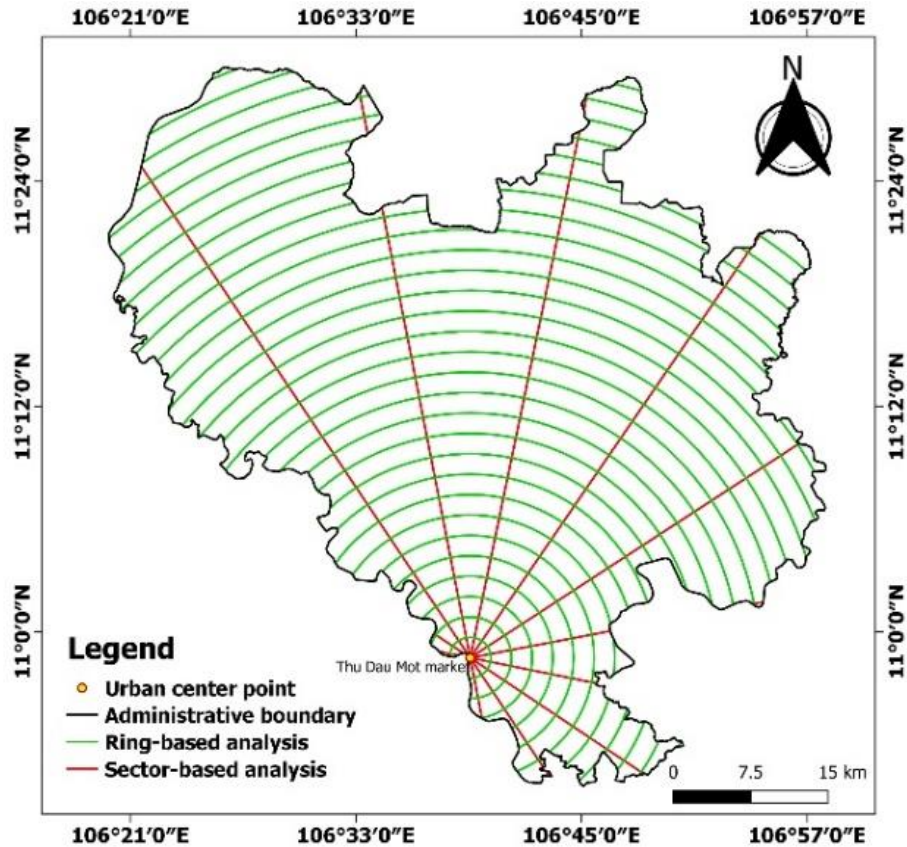 106°21′0″E 106°33′0″E 106°45′0″E 106°57′0″E
N
11°24′0″N 11°24′0″N
11°12′0″N 11°12′0″N
11°0′0″N 11°0′0″N
Legend
Thu Dau Mot marke
Urban center point
Administrative boundary
Ring-based analysis
Sector-based analysis
0 7.5 15 km
106°21′0″E 106°33′0″E 106°45′0″E 106°57′0″E